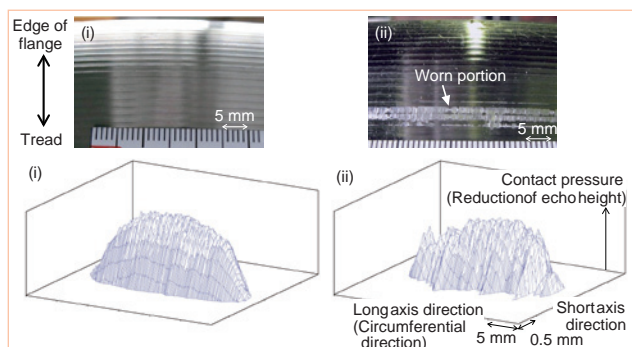 Edge of
flange
Tread
(i)
5 mm
(ii)
Worn portion
5 mm
(i)
(ii)
Contact pressure
(Reductionof echo height)
Long axis direction
(Circumferential
direction)
5 mm
Short axis
direction
0.5 mm